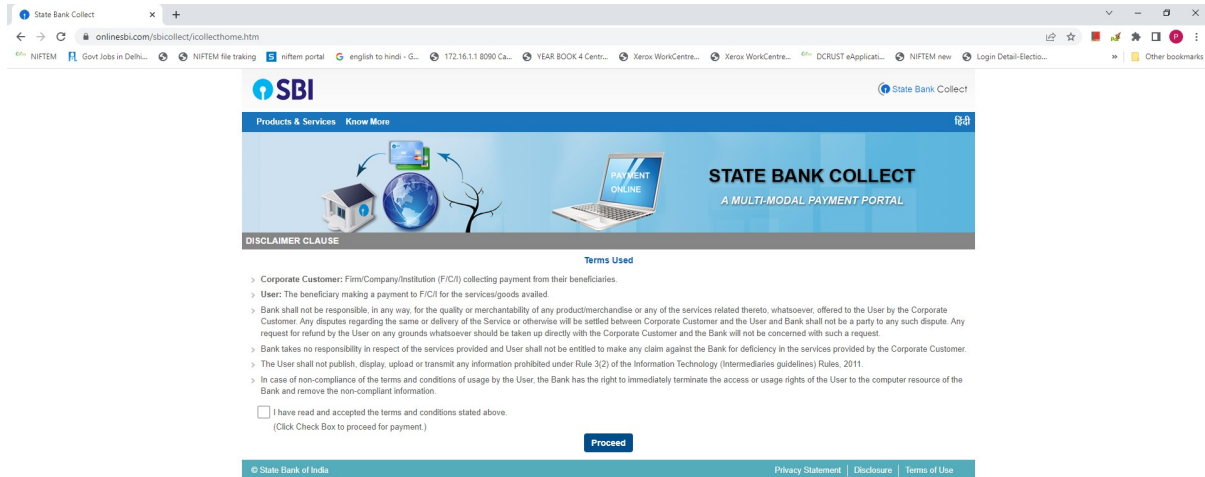 State Bank Collect
onlinesbi.com/sbicollect/icollecthome.htm
P
NIFTEM
Govt Jobs in Delhi...
NIFTEM file traking
niftem portal
english to hindi - G...
172.16.1.1 8090 Ca...
YEAR BOOK 4 Centr...
Xerox WorkCentre...
Xerox WorkCentre...
DCRUST eApplicati...
NIFTEM new
Login Detail-Electio...
»
Other bookmarks
SBI
State Bank Collect
Products & Services Know More
हिंदी
PAYMENT
ONLINE
STATE BANK COLLECT
A MULTI-MODAL PAYMENT PORTAL
DISCLAIMER CLAUSE
Terms Used
Corporate Customer: Firm/Company/Institution (F/C/I) collecting payment from their beneficiaries.
User: The beneficiary making a payment to F/C/I for the services/goods availed.
Bank shall not be responsible, in any way, for the quality or merchantability of any product/merchandise or any of the services related thereto, whatsoever, offered to the User by the Corporate
Customer. Any disputes regarding the same or delivery of the Service or otherwise will be settled between Corporate Customer and the User and Bank shall not be a party to any such dispute. Any
request for refund by the User on any grounds whatsoever should be taken up directly with the Corporate Customer and the Bank will not be concerned with such a request.
Bank takes no responsibility in respect of the services provided and User shall not be entitled to make any claim against the Bank for deficiency in the services provided by the Corporate Customer.
The User shall not publish, display, upload or transmit any information prohibited under Rule 3(2) of the Information Technology (Intermediaries guidelines) Rules, 2011.
In case of non-compliance of the terms and conditions of usage by the User, the Bank has the right to immediately terminate the access or usage rights of the User to the computer resource of the
Bank and remove the non-compliant information.
I have read and accepted the terms and conditions stated above.
(Click Check Box to proceed for payment.)
Proceed
© State Bank of India
Privacy Statement | Disclosure | Terms of Use